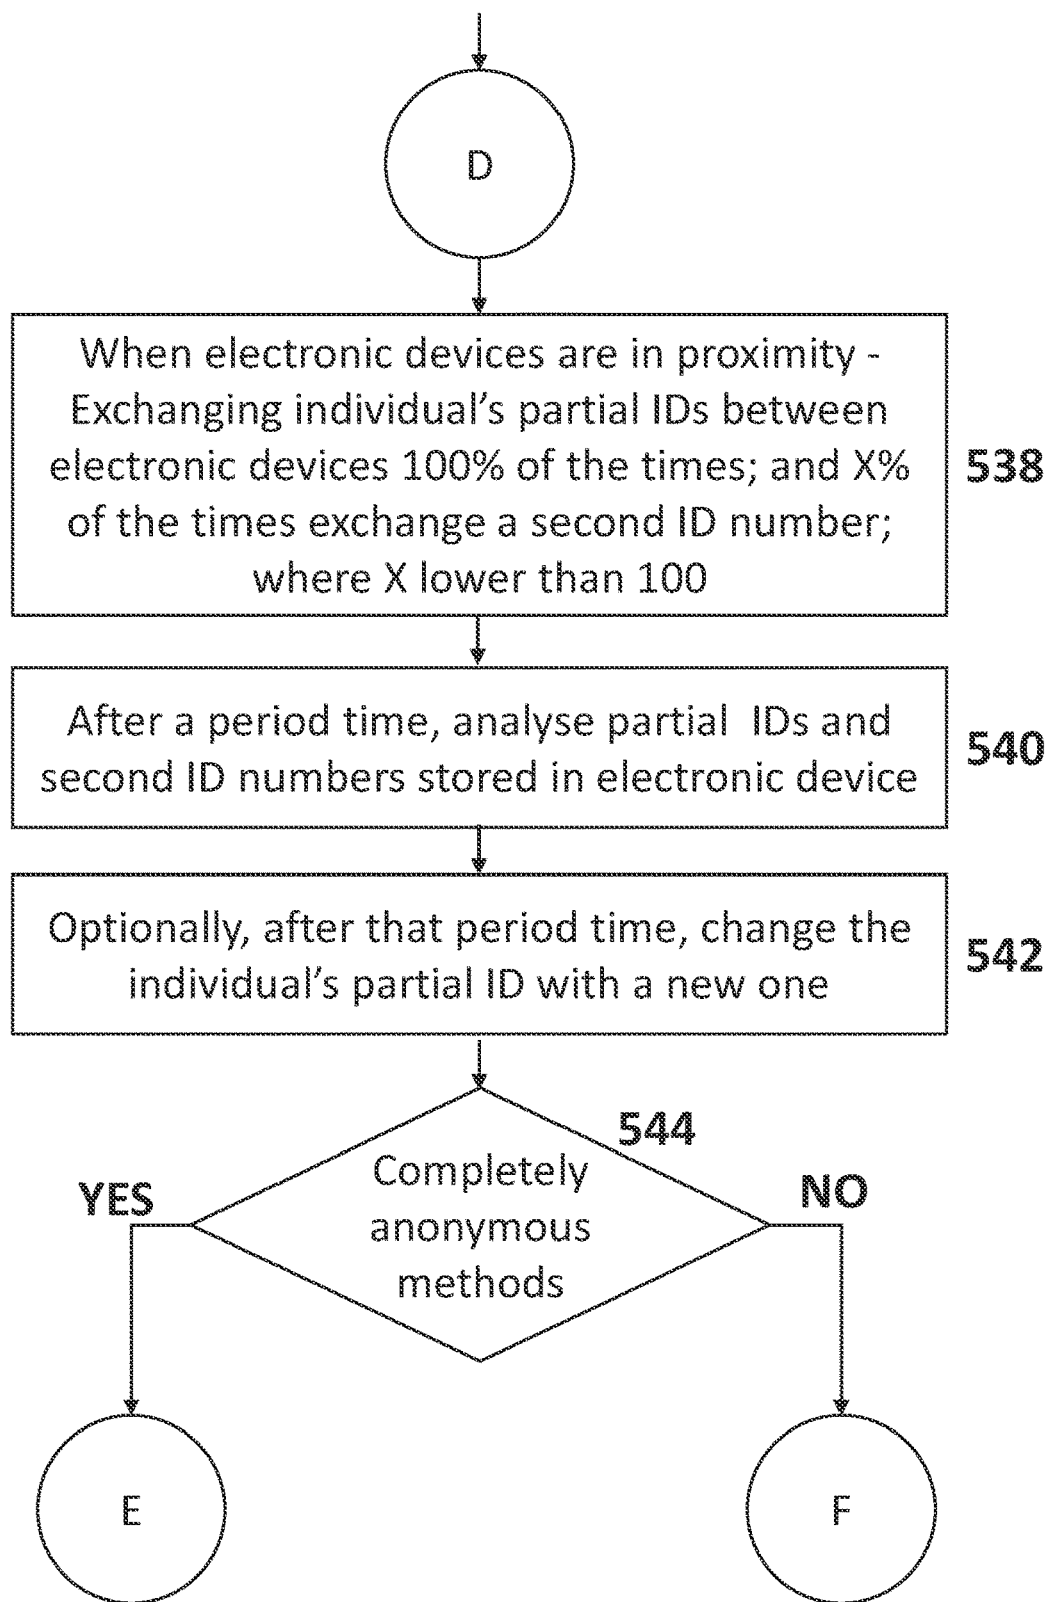 D
When electronic devices are in proximity -
Exchanging individual's partial IDs between
electronic devices 100% of the times; and X%
of the times exchange a second ID number;
where X lower than 100
538
After a period time, analyse partial  IDs and
second ID numbers stored in electronic device
540
Optionally, after that period time, change the
individual's partial ID with a new one
542
544
Completely
anonymous
methods
YES
NO
E
F